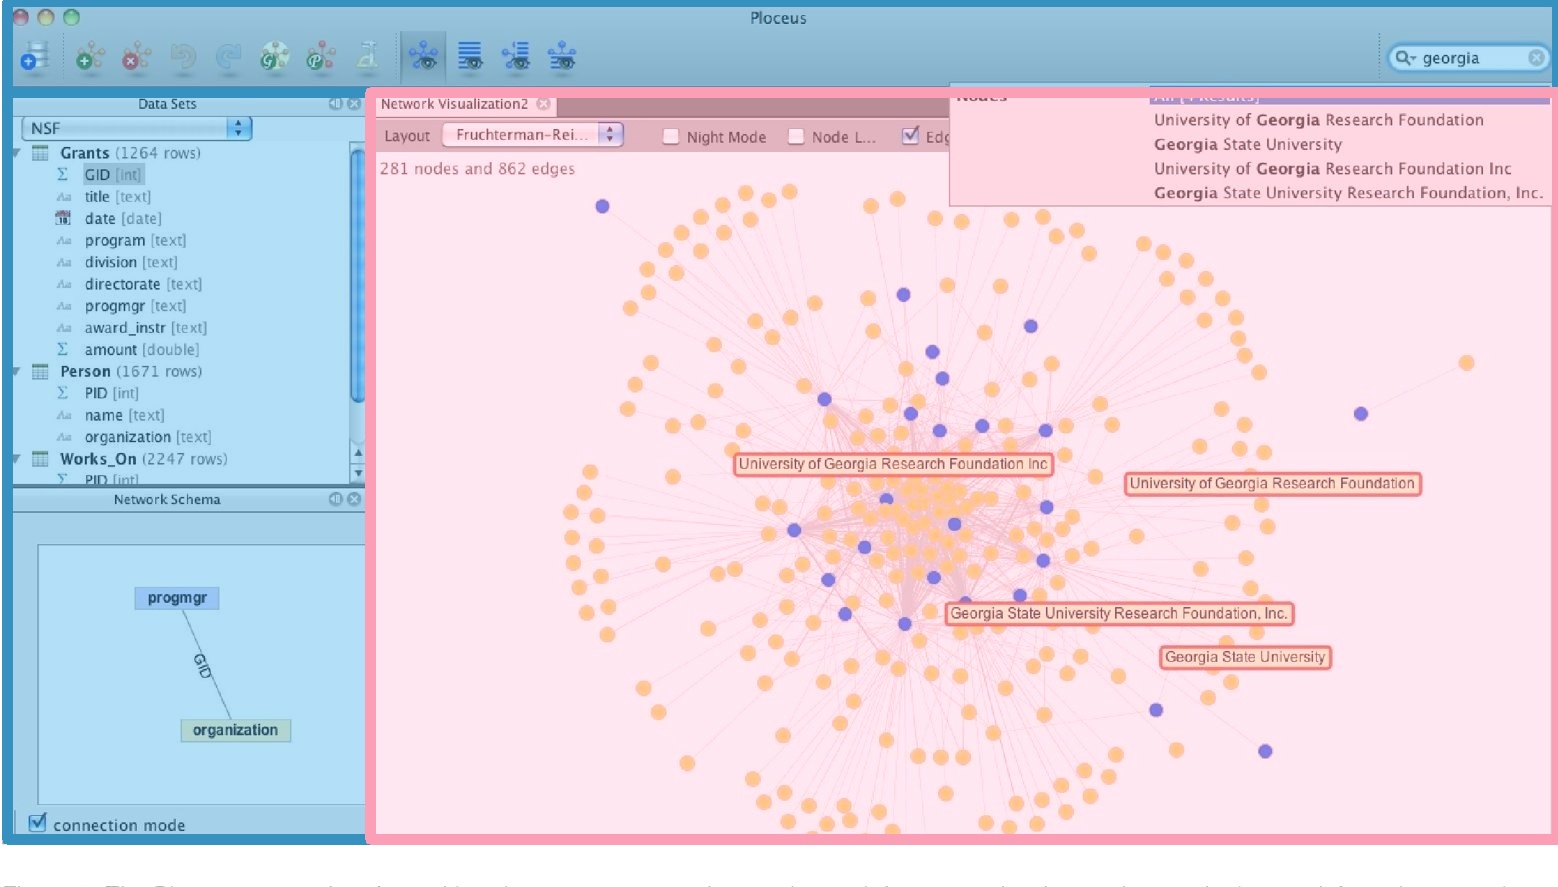 Ploceus
georgia
Data Sets
NSF
Grants (1264 rows)
GID [int]
title [text]
date [date]
program [text]
division [text]
directorate [text]
progmgr [text]
award_instr [text]
amount [double]
Person (1671 rows)
PID [int]
name [text]
organization [text]
Works_On (2247 rows)
PID [int]
Network Schema
progmgr
GID
organization
connection mode
Network Visualization2
Layout Fruchterman-Rei... Night Mode Node L...
281 nodes and 862 edges
Nodes
University of Georgia Research Foundation
Georgia State University
University of Georgia Research Foundation Inc
Georgia State University Research Foundation, Inc.
University of Georgia Research Foundation Inc
University of Georgia Research Foundation
Georgia State University Research Foundation, Inc.
Georgia State University